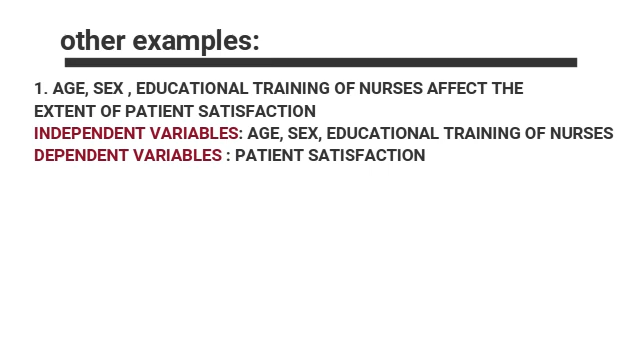 other examples:
1. AGE, SEX , EDUCATIONAL TRAINING OF NURSES AFFECT THE
EXTENT OF PATIENT SATISFACTION
INDEPENDENT VARIABLES: AGE, SEX, EDUCATIONAL TRAINING OF NURSES
DEPENDENT VARIABLES : PATIENT SATISFACTION